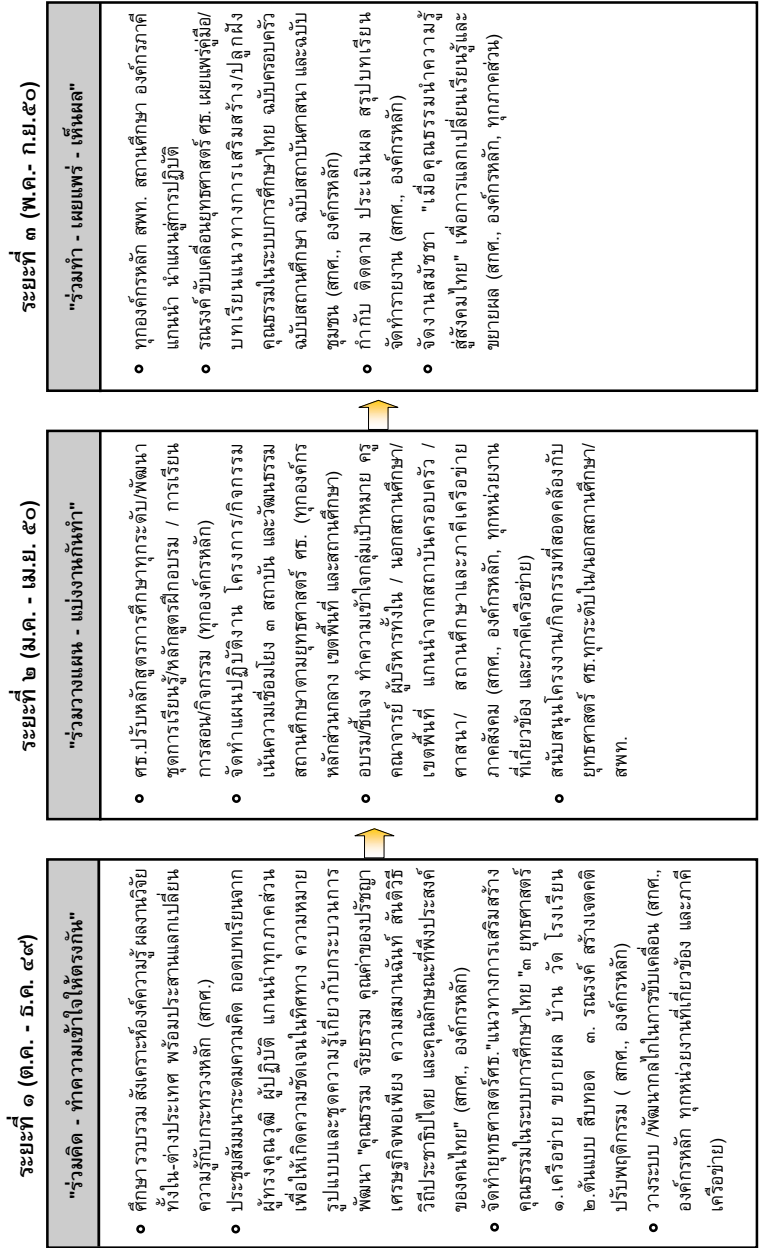 ระยะที่ ๑ (ต.ค. - ธ.ค. ๔๙)
"ร่วมคิด - ทำความเข้าใจให้ตรงกัน"
ศึกษา รวบรวม สังเคราะห์องค์ความรู้ ผลงานวิจัย
ทั้งใน-ต่างประเทศ พร้อมประสานแลกเปลี่ยน
ความรู้กับกระทรวงหลัก (สกศ.)
ประชุมสัมมนาระดมความคิด ถอดบทเรียนจาก
ผู้ทรงคุณวุฒิ ผู้ปฏิบัติ แกนนำทุกภาคส่วน
เพื่อให้เกิดความชัดเจนในทิศทาง ความหมาย
รูปแบบและชุดความรู้เกี่ยวกับกระบวนการ
พัฒนา "คุณธรรม จริยธรรม คุณค่าของปรัชญา
เศรษฐกิจพอเพียง ความสมานฉันท์ สันติวิธี
วิถีประชาธิปไตย และคุณลักษณะที่พึงประสงค์
ของคนไทย" (สกศ., องค์กรหลัก)
จัดทำยุทธศาสตร์ศธ."แนวทางการเสริมสร้าง
คุณธรรมในระบบการศึกษาไทย "๓ ยุทธศาสตร์
๑.เครือข่าย ขยายผล บ้าน วัด โรงเรียน
๒.ต้นแบบ สืบทอด ๓. รณรงค์ สร้างเจตคติ
ปรับพฤติกรรม ( สกศ., องค์กรหลัก)
วางระบบ /พัฒนากลไกในการขับเคลื่อน (สกศ.,
องค์กรหลัก ทุกหน่วยงานที่เกี่ยวข้อง และภาคี
เครือข่าย)
ระยะที่ ๒ (ม.ค. - เม.ย. ๕๐)
"ร่วมวางแผน - แบ่งงานกันทำ"
ศธ.ปรับหลักสูตรการศึกษาทุกระดับ/พัฒนา
ชุดการเรียนรู้/หลักสูตรฝึกอบรม / การเรียน
การสอน/กิจกรรม (ทุกองค์กรหลัก)
จัดทำแผนปฏิบัติงาน โครงการ/กิจกรรม
เน้นความเชื่อมโยง ๓ สถาบัน และวัฒนธรรม
สถานศึกษาตามยุทธศาสตร์ ศธ. (ทุกองค์กร
หลักส่วนกลาง เขตพื้นที่ และสถานศึกษา)
อบรม/ชี้แจง ทำความเข้าใจกลุ่มเป้าหมาย ครู
คณาจารย์ ผู้บริหารทั้งใน / นอกสถานศึกษา/
เขตพื้นที่ แกนนำจากสถาบันครอบครัว /
ศาสนา/ สถานศึกษาและภาคีเครือข่าย
ภาคสังคม (สกศ., องค์กรหลัก, ทุกหน่วยงาน
ที่เกี่ยวข้อง และภาคีเครือข่าย)
สนับสนุนโครงงาน/กิจกรรมที่สอดคล้องกับ
ยุทธศาสตร์ ศธ.ทุกระดับใน/นอกสถานศึกษา/
สพท.
ระยะที่ ๓ (พ.ค.- ก.ย.๕๐)
"ร่วมทำ - เผยแพร่ - เห็นผล"
ทุกองค์กรหลัก สพท. สถานศึกษา องค์กรภาคี
แกนนำ นำแผนสู่การปฏิบัติ
รณรงค์ ขับเคลื่อนยุทธศาสตร์ ศธ. เผยแพร่คู่มือ/
บทเรียนแนวทางการเสริมสร้าง/ปลูกฝัง
คุณธรรมในระบบการศึกษาไทย ฉบับครอบครัว
ฉบับสถานศึกษา ฉบับสถาบันศาสนา และฉบับ
ชุมชน (สกศ., องค์กรหลัก)
กำกับ ติดตาม ประเมินผล สรุปบทเรียน
จัดทำรายงาน (สกศ., องค์กรหลัก)
จัดงานสมัชชา "เมื่อคุณธรรมนำความรู้
สู่สังคมไทย" เพื่อการแลกเปลี่ยนเรียนรู้และ
ขยายผล (สกศ., องค์กรหลัก, ทุกภาคส่วน)